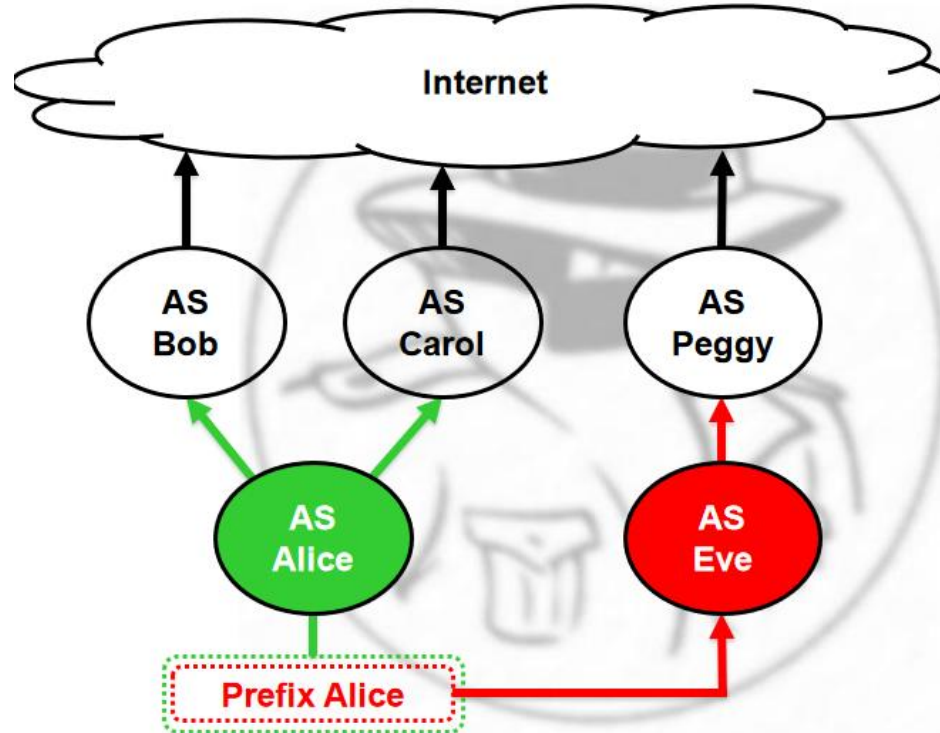 Internet
AS
Bob
AS
Carol
AS
Peggy
AS
Alice
AS
Eve
Prefix Alice